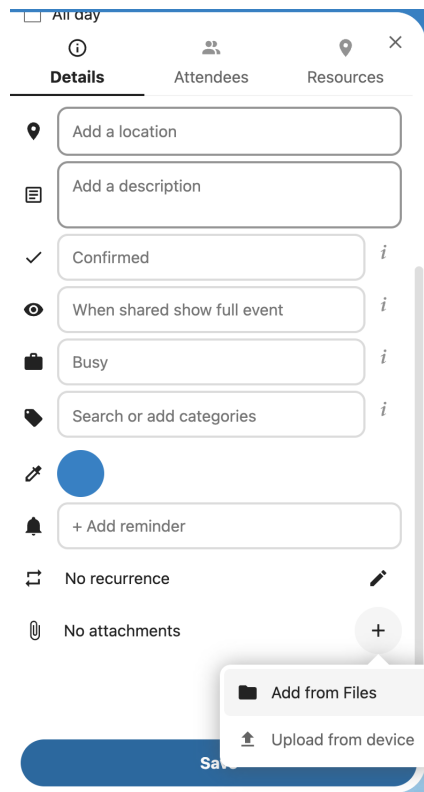 All day
Details
Attendees
Resources
Add a location
Add a description
Confirmed
i
When shared show full event
i
Busy
i
Search or add categories
i
+ Add reminder
No recurrence
No attachments
+
Add from Files
Upload from device
Save